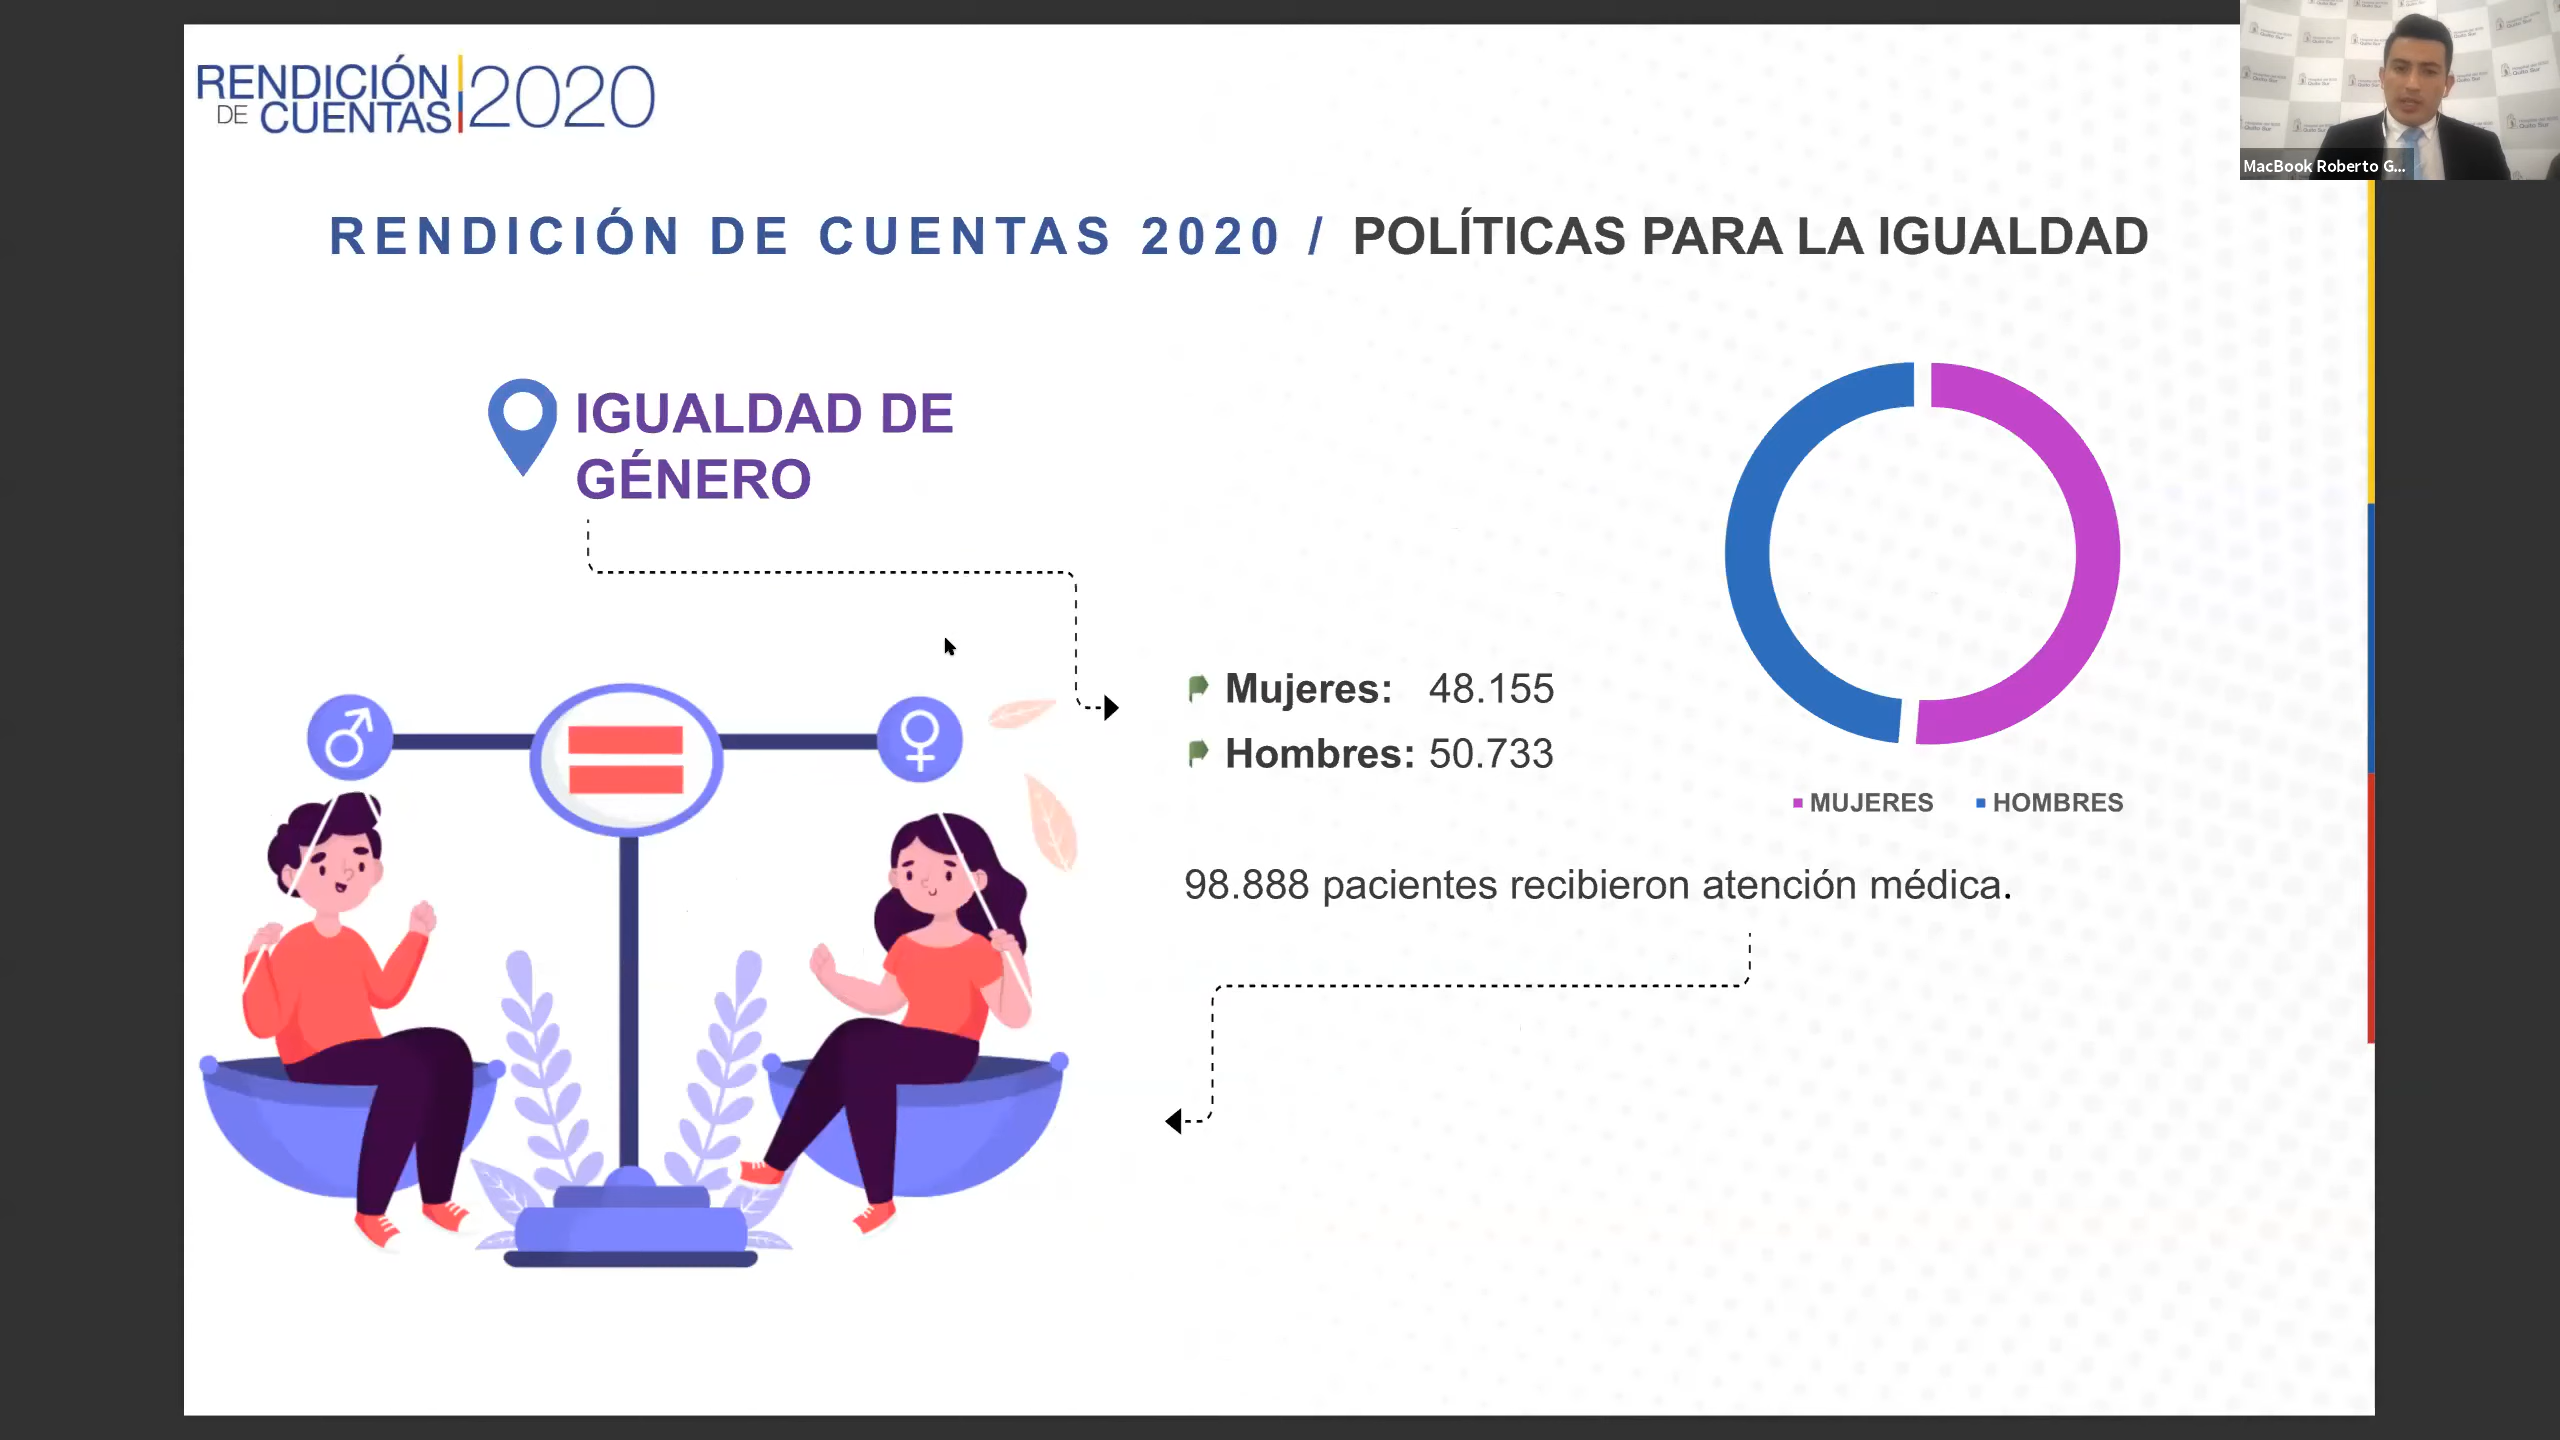 RENDICIÓN
DE CUENTAS
2020
MacBook Roberto G...
RENDICIÓN DE CUENTAS 2020 / POLÍTICAS PARA LA IGUALDAD
IGUALDAD DE
GÉNERO
Mujeres: 48.155
Hombres: 50.733
MUJERES HOMBRES
98.888 pacientes recibieron atención médica.